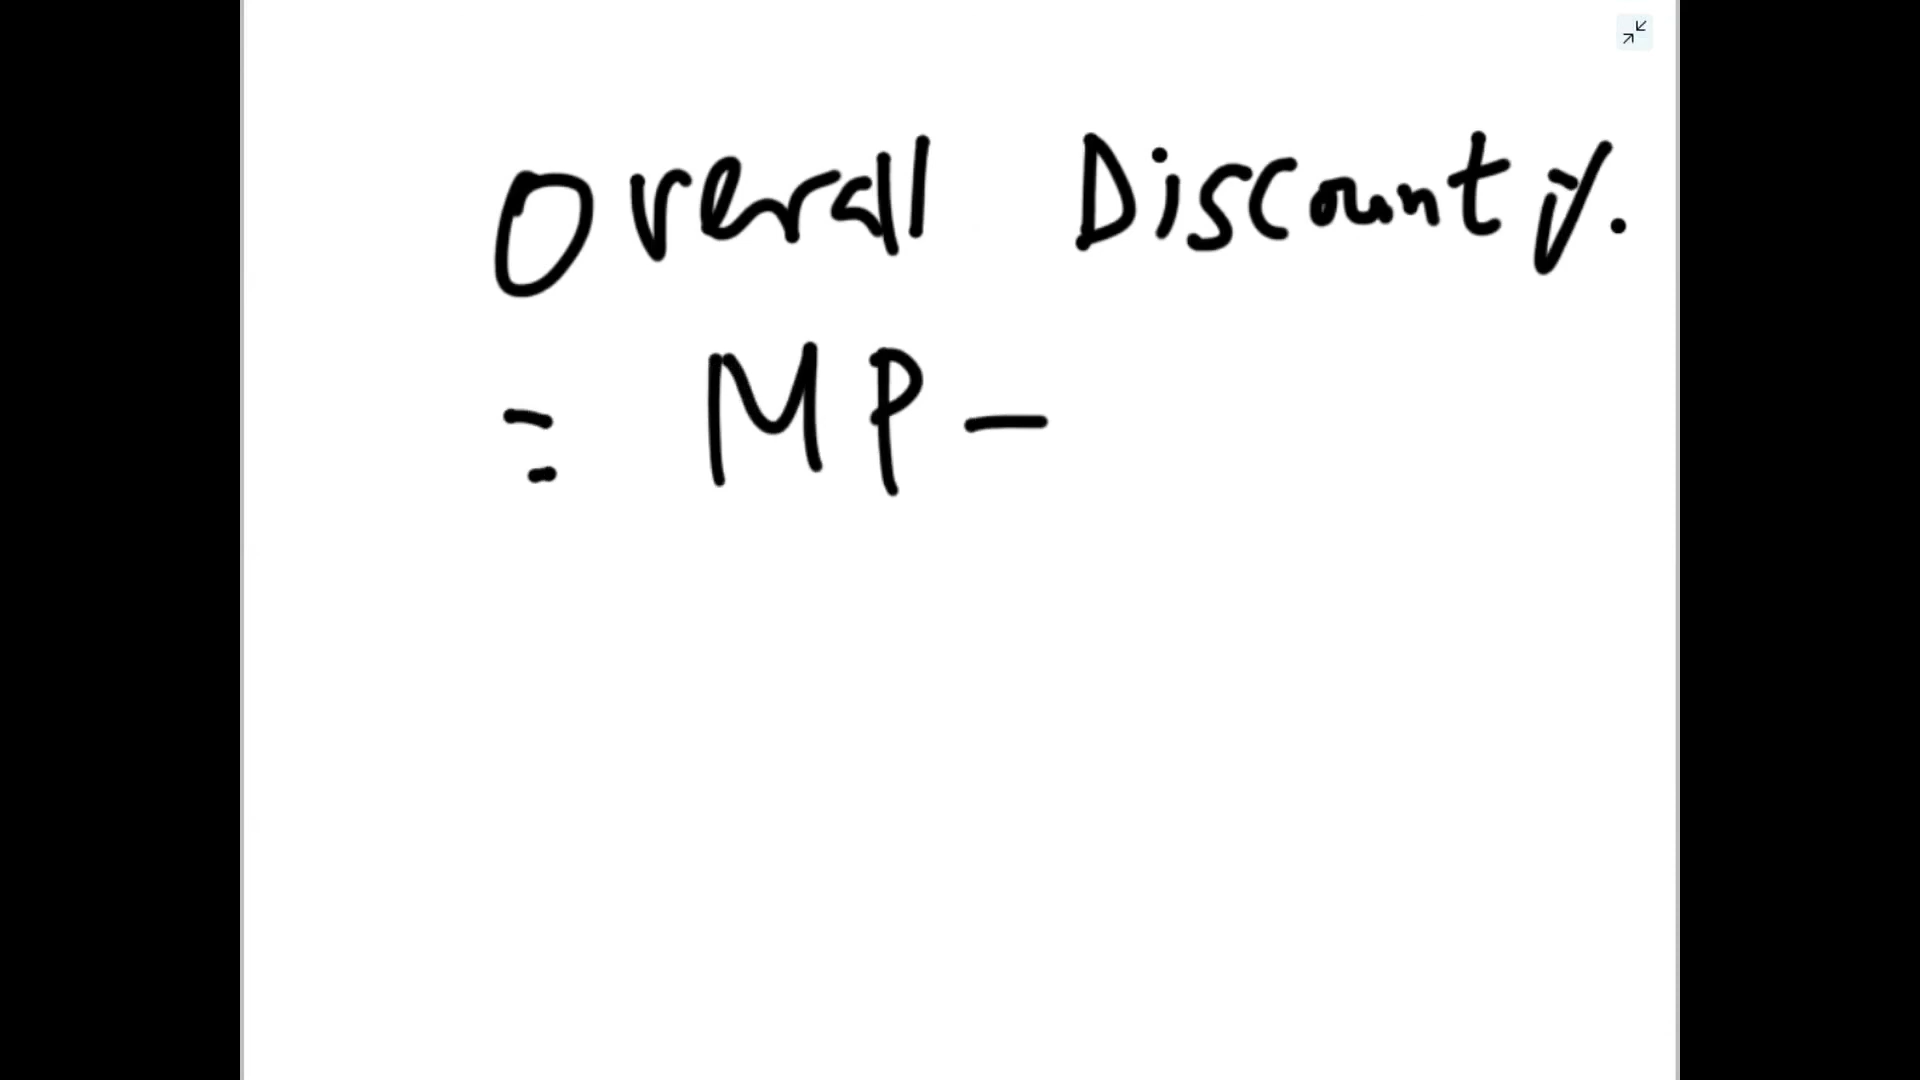 Overall Discount %.
= MP -